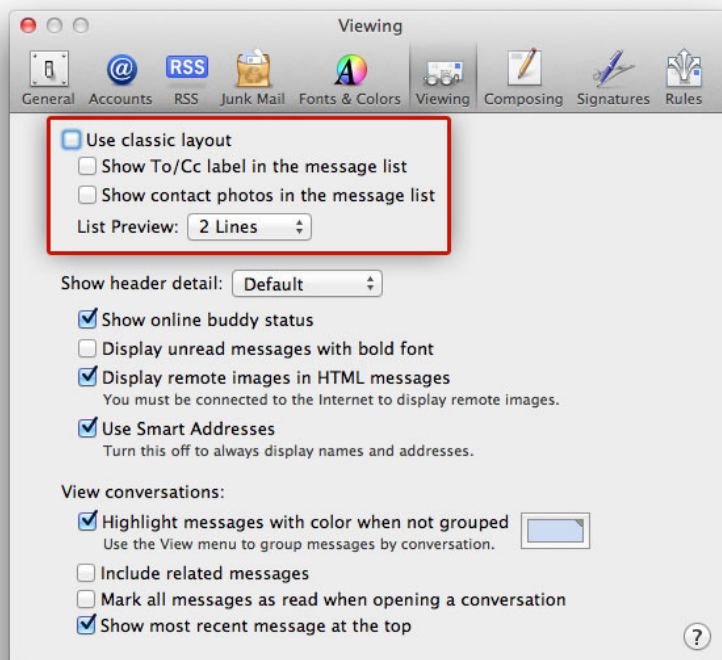 Viewing
General Accounts RSS Junk Mail Fonts & Colors Viewing Composing Signatures Rules
RSS
Use classic layout
Show To/Cc label in the message list
Show contact photos in the message list
List Preview: 2 Lines
Show header detail: Default
Show online buddy status
Display unread messages with bold font
Display remote images in HTML messages
You must be connected to the Internet to display remote images.
Use Smart Addresses
Turn this off to always display names and addresses.
View conversations:
Highlight messages with color when not grouped
Use the View menu to group messages by conversation.
Include related messages
Mark all messages as read when opening a conversation
Show most recent message at the top
?